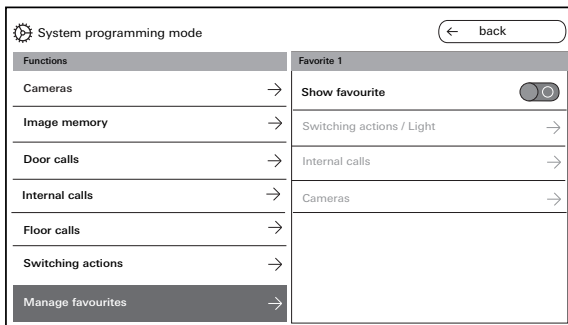 System programming mode
← back
Functions
Cameras →
Image memory →
Door calls →
Internal calls →
Floor calls →
Switching actions →
Manage favourites →
Favorite 1
Show favourite
Switching actions / Light →
Internal calls →
Cameras →